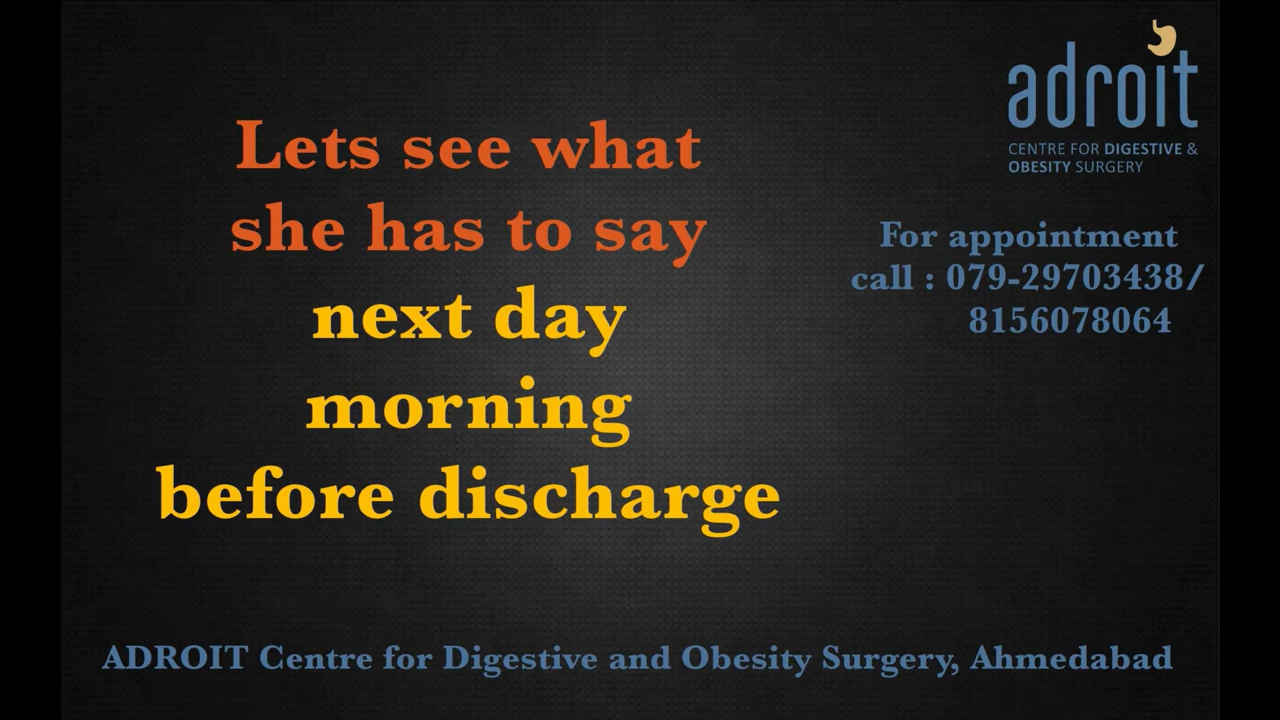 Lets see what
she has to say
next day
morning
before discharge
adroit
CENTRE FOR DIGESTIVE &
OBESITY SURGERY
For appointment
call : 079-29703438/
8156078064
ADROIT Centre for Digestive and Obesity Surgery, Ahmedabad